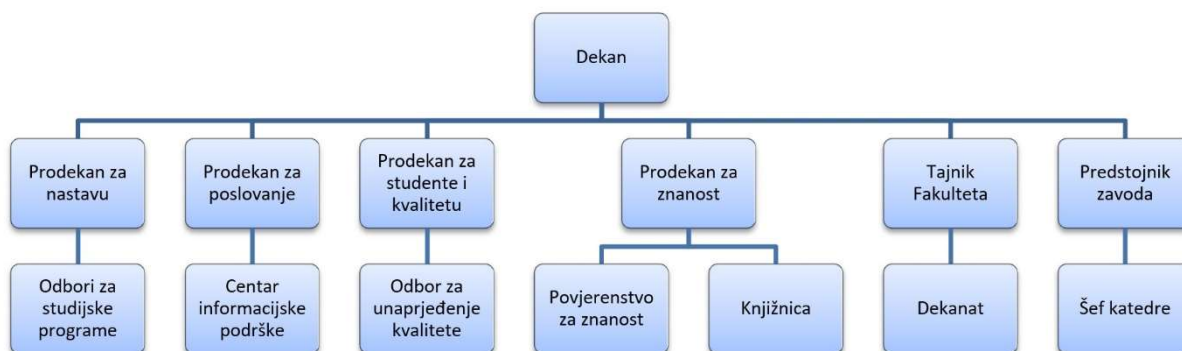 Dekan
Prodekan za
nastavu
Prodekan za
poslovanje
Prodekan za
studente i
kvalitetu
Prodekan za
znanost
Tajnik
Fakulteta
Predstojnik
zavoda
Odbori za
studijske
programe
Centar
informacijske
podrške
Odbor za
unaprjeđenje
kvalitete
Povjerenstvo
za znanost
Knjižnica
Dekanat
Šef katedre